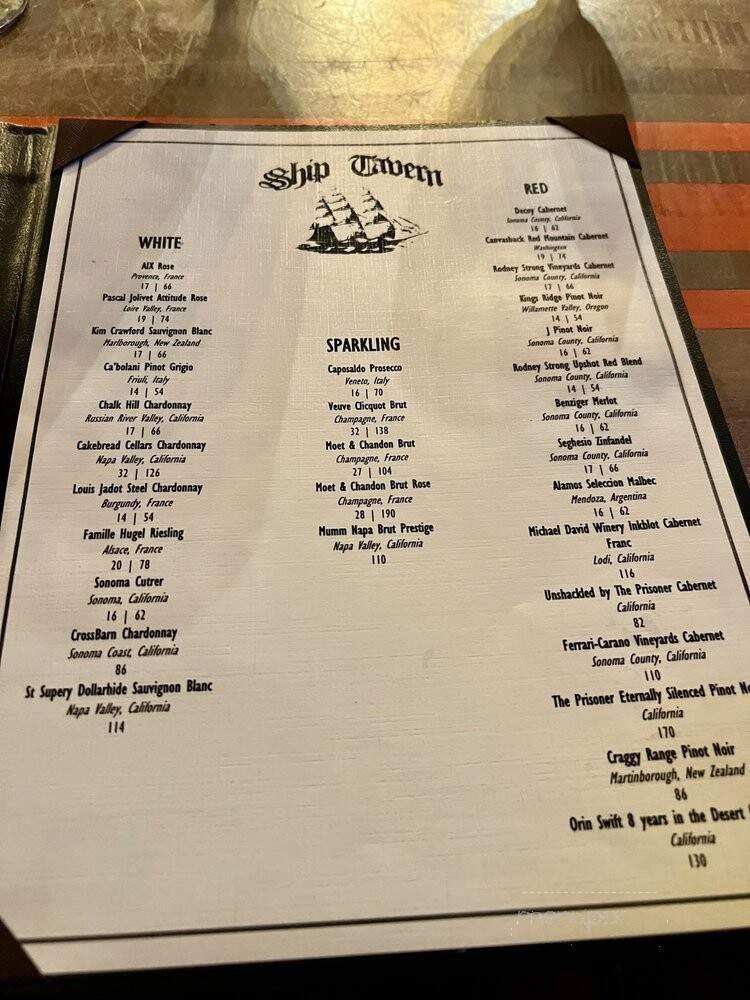 Ship Tavern
WHITE
AIX Rose
Provence, France
17 | 66
Pascal Jolivet Attitude Rose
Loire Valley, France
19 | 74
Kim Crawford Sauvignon Blanc
Marlborough, New Zealand
17 | 66
Ca'bolani Pinot Grigio
Friuli, Italy
14 | 54
Chalk Hill Chardonnay
Russian River Valley, California
17 | 66
Cakebread Cellars Chardonnay
Napa Valley, California
32 | 126
Louis Jadot Steel Chardonnay
Burgundy, France
14 | 54
Famille Hugel Riesling
Alsace, France
20 | 78
Sonoma Cutrer
Sonoma, California
16 | 62
CrossBarn Chardonnay
Sonoma Coast, California
86
St Supery Dollarhide Sauvignon Blanc
Napa Valley, California
114
SPARKLING
Caposaldo Prosecco
Veneto, Italy
16 | 70
Veuve Clicquot Brut
Champagne, France
32 | 138
Moet & Chandon Brut
Champagne, France
27 | 104
Moet & Chandon Brut Rose
Champagne, France
28 | 190
Mumm Napa Brut Prestige
Napa Valley, California
110
RED
Decoy Cabernet
Sonoma County, California
16 | 62
Canvasback Red Mountain Cabernet
Washington
19 | 74
Rodney Strong Vineyards Cabernet
Sonoma County, California
17 | 66
Kings Ridge Pinot Noir
Willamette Valley, Oregon
14 | 54
J Pinot Noir
Sonoma County, California
16 | 62
Rodney Strong Upshot Red Blend
Sonoma County, California
14 | 54
Benziger Merlot
Sonoma County, California
16 | 62
Seghesio Zinfandel
Sonoma County, California
17 | 66
Alamos Seleccion Malbec
Mendoza, Argentina
16 | 62
Michael David Winery Inkblot Cabernet
Franc
Lodi, California
116
Unshackled by The Prisoner Cabernet
California
82
Ferrari-Carano Vineyards Cabernet
Sonoma County, California
110
The Prisoner Eternally Silenced Pinot No
California
170
Craggy Range Pinot Noir
Martinborough, New Zealand
86
Orin Swift 8 years in the Desert
California
130